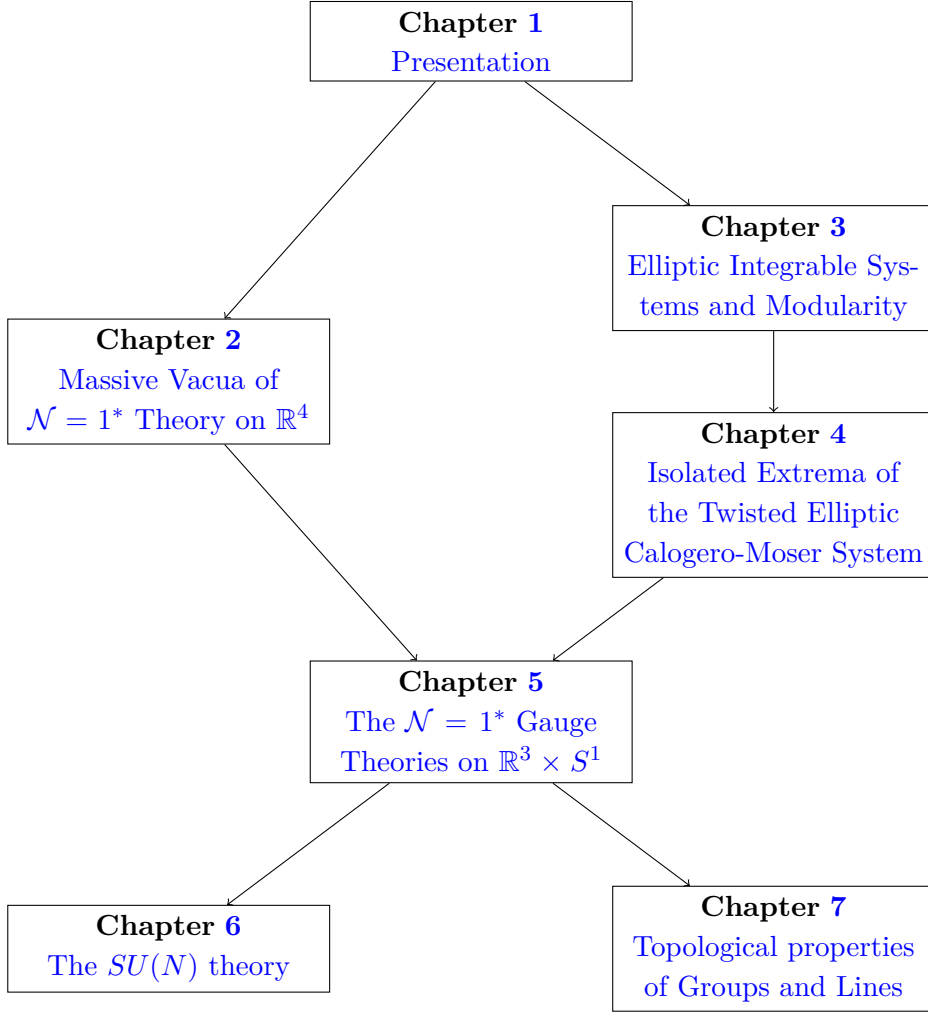 Chapter 1
Presentation
Chapter 3
Elliptic Integrable Sys-
tems and Modularity
Chapter 2
Massive Vacua of
𝒩 = 1* Theory on ℝ⁴
Chapter 4
Isolated Extrema of
the Twisted Elliptic
Calogero-Moser System
Chapter 5
The 𝒩 = 1* Gauge
Theories on ℝ³ × S¹
Chapter 6
The SU(N) theory
Chapter 7
Topological properties
of Groups and Lines